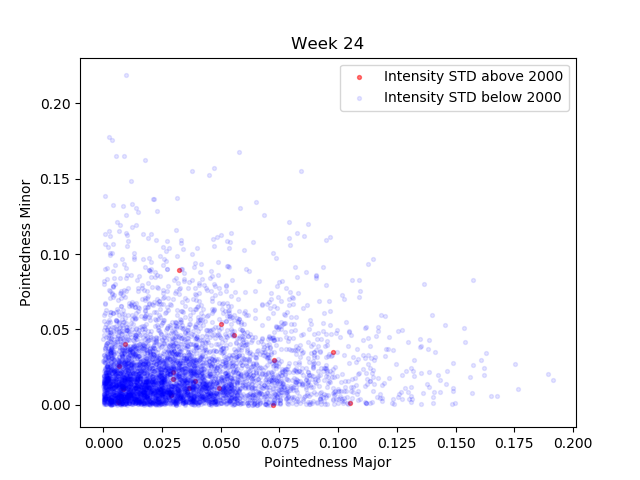 Week 24
Intensity STD above 2000
Intensity STD below 2000
0.20
0.15
0.10
0.05
0.00
Pointedness Minor
0.000 0.025 0.050 0.075 0.100 0.125 0.150 0.175 0.200
Pointedness Major